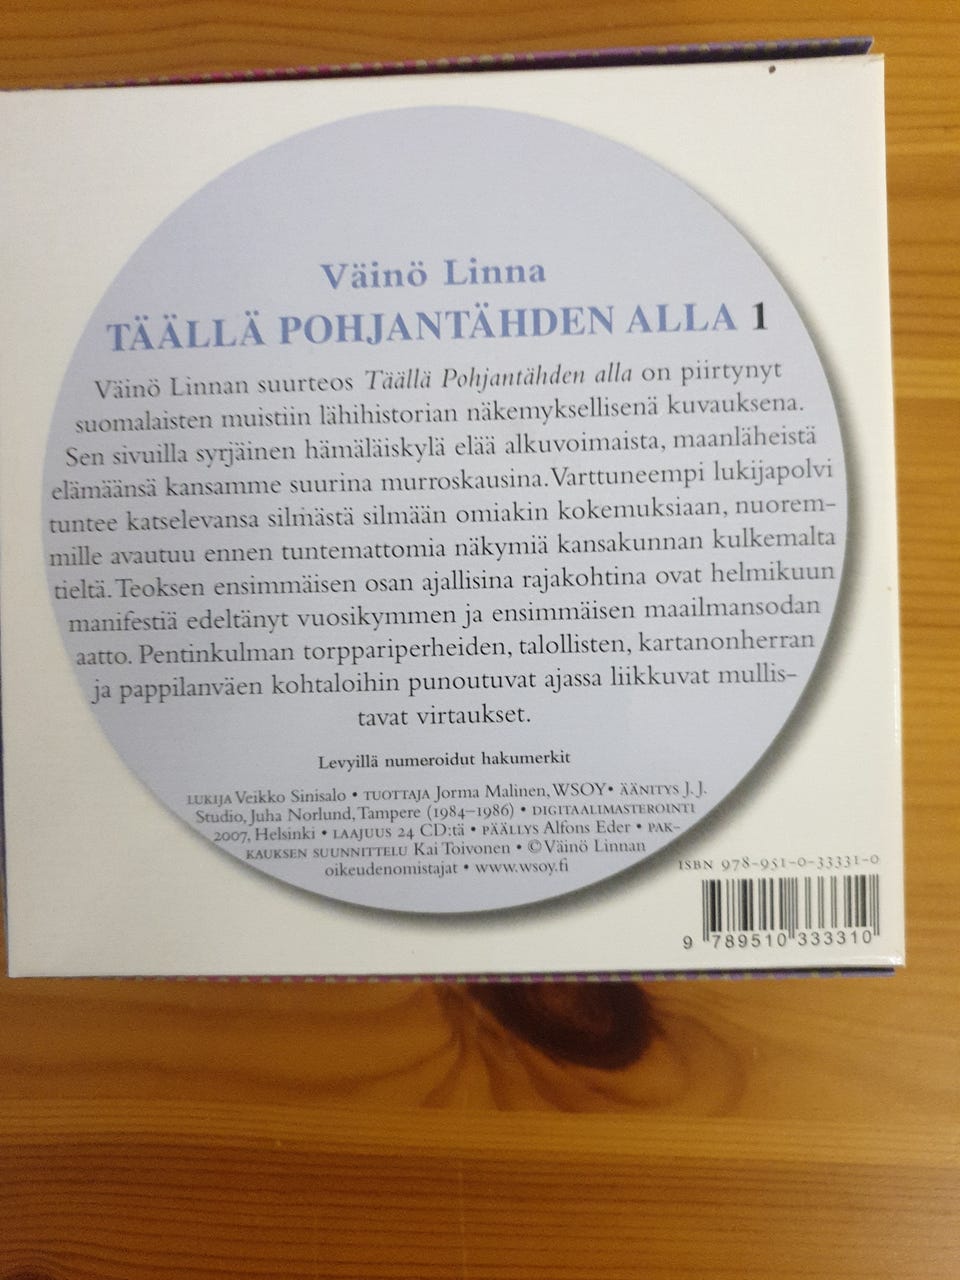 Väinö Linna
TÄÄLLÄ POHJANTÄHDEN ALLA 1
Väinö Linnan suurteos Täällä Pohjantähden alla on piirtynyt
suomalaisten muistiin lähihistorian näkemyksellisenä kuvauksena.
Sen sivuilla syrjäinen hämäläiskylä elää alkuvoimaista, maanläheistä
elämäänsä kansamme suurina murroskausina. Varttuneempi lukijapolvi
tuntee katselevansa silmästä silmään omiakin kokemuksiaan, nuorem-
mille avautuu ennen tuntemattomia näkymiä kansakunnan kulkemalta
tieltä. Teoksen ensimmäisen osan ajallisina rajakohtina ovat helmikuun
manifestiä edeltänyt vuosikymmen ja ensimmäisen maailmansodan
aatto. Pentinkulman torppariperheiden, talollisten, kartanonherran
ja pappilanväen kohtaloihin punoutuvat ajassa liikkuvat mullis-
tavat virtaukset.
Levyillä numeroidut hakumerkit
LUKIJA Veikko Sinisalo • TUOTTAJA Jorma Malinen, WSOY • ÄÄNITYS J.J.
Studio, Juha Norlund, Tampere (1984–1986) • DIGITAALIMASTEROINTI
2007, Helsinki • LAAJUUS 24 CD:tä • PÄÄLLYS Alfons Eder • PAK-
KAUKSEN SUUNNITTELU Kai Toivonen • © Väinö Linnan
oikeudenomistajat • www.wsoy.fi
ISBN 978-951-0-33331-0
9 789510 333310